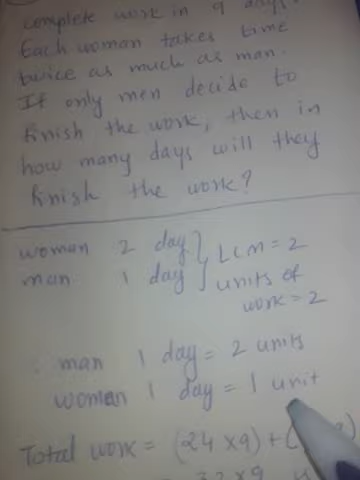 complete work in 9 days.
Each woman takes time
twice as much as man.
If only men decide to
finish the work, then in
how many days will they
finish the work?
woman 2 day } LCM = 2
man 1 day } units of
work = 2
man 1 day = 2 units
woman 1 day = 1 unit
Total work = (24 x 9) + (
32 x 9